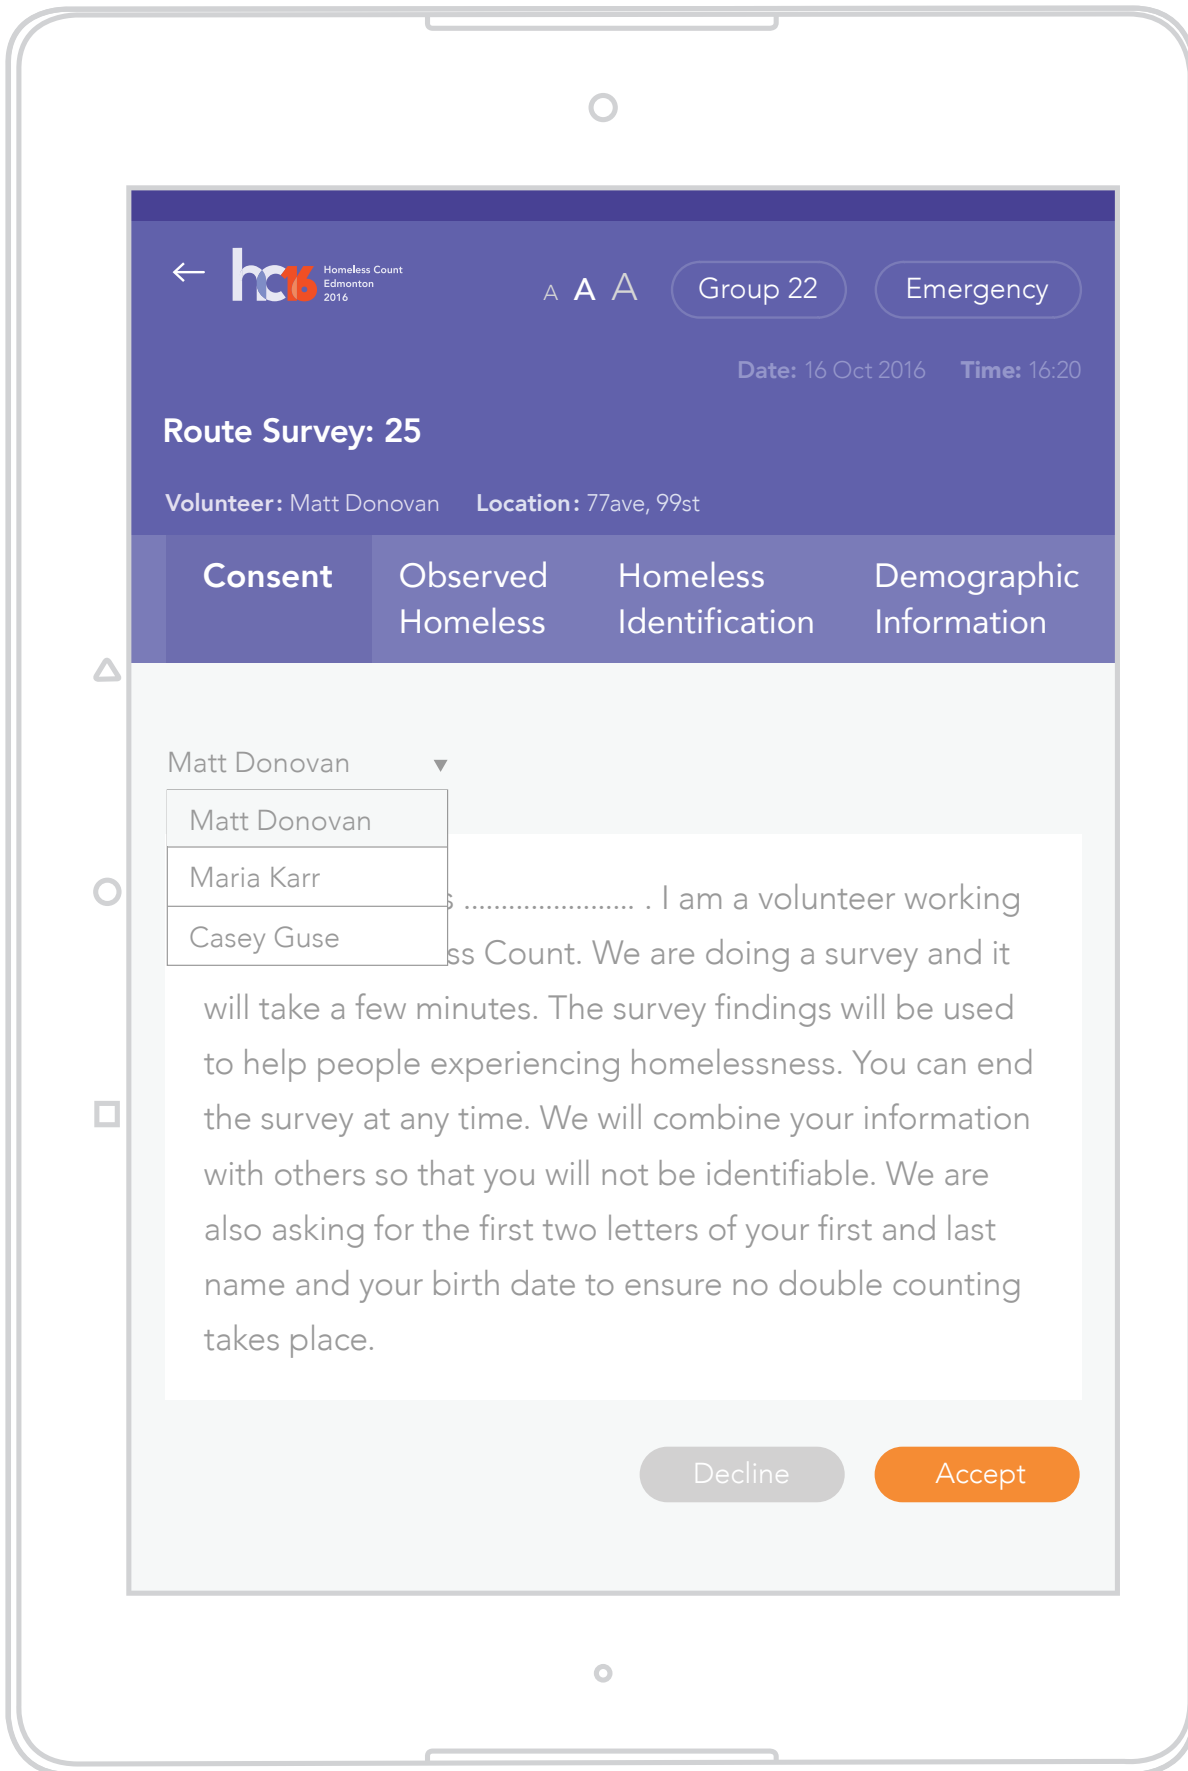 hc16 Homeless Count
Edmonton
2016
A A A
Group 22
Emergency
Date: 16 Oct 2016 Time: 16:20
Route Survey: 25
Volunteer: Matt Donovan Location: 77ave, 99st
Consent
Observed
Homeless
Homeless
Identification
Demographic
Information
Matt Donovan
Matt Donovan
Maria Karr
Casey Guse
....................... . I am a volunteer working
ss Count. We are doing a survey and it
will take a few minutes. The survey findings will be used
to help people experiencing homelessness. You can end
the survey at any time. We will combine your information
with others so that you will not be identifiable. We are
also asking for the first two letters of your first and last
name and your birth date to ensure no double counting
takes place.
Decline
Accept